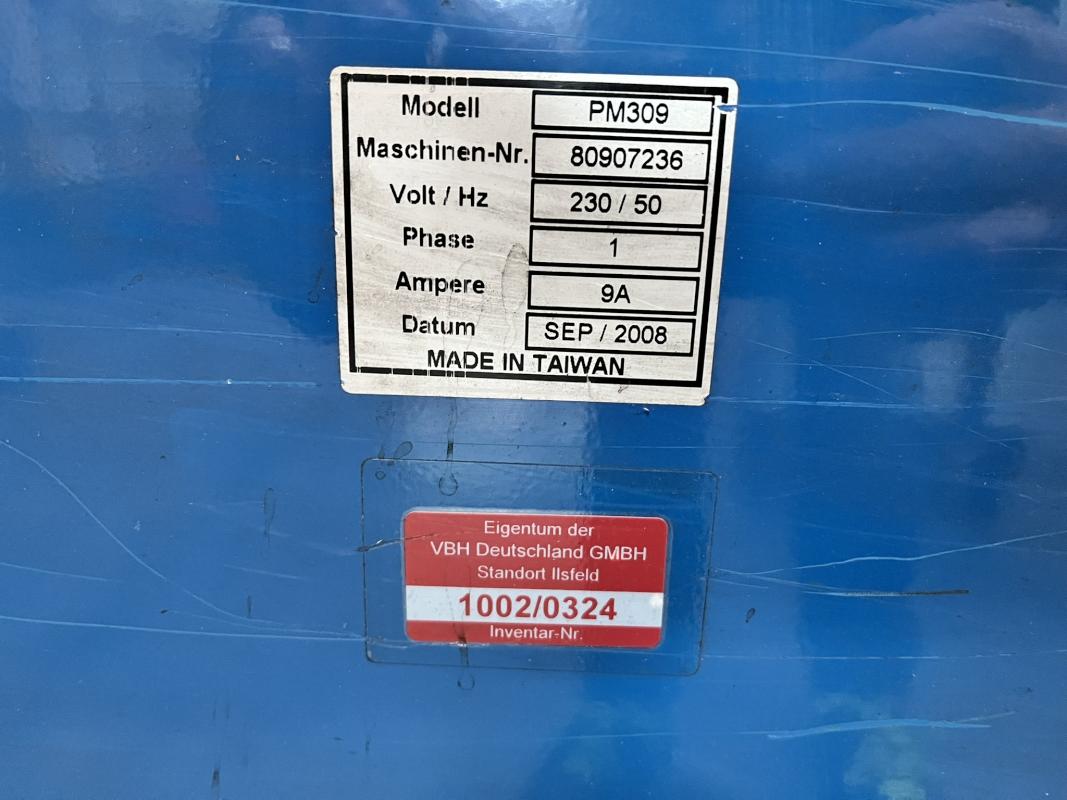 Modell PM309
Maschinen-Nr. 80907236
Volt / Hz 230 / 50
Phase 1
Ampere 9A
Datum SEP / 2008
MADE IN TAIWAN
Eigentum der
VBH Deutschland GMBH
Standort Ilsfeld
1002/0324
Inventar-Nr.